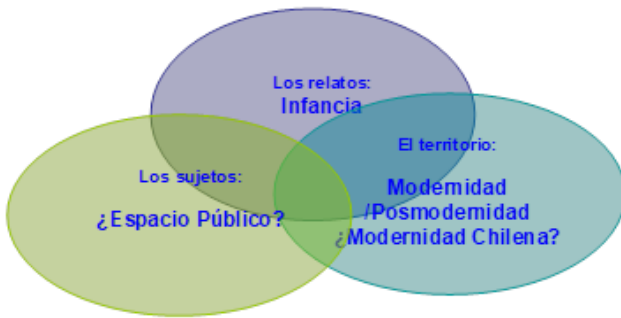 Los relatos:
Infancia
El territorio:
Modernidad
/Posmodernidad
¿Modernidad Chilena?
Los sujetos:
¿Espacio Público?